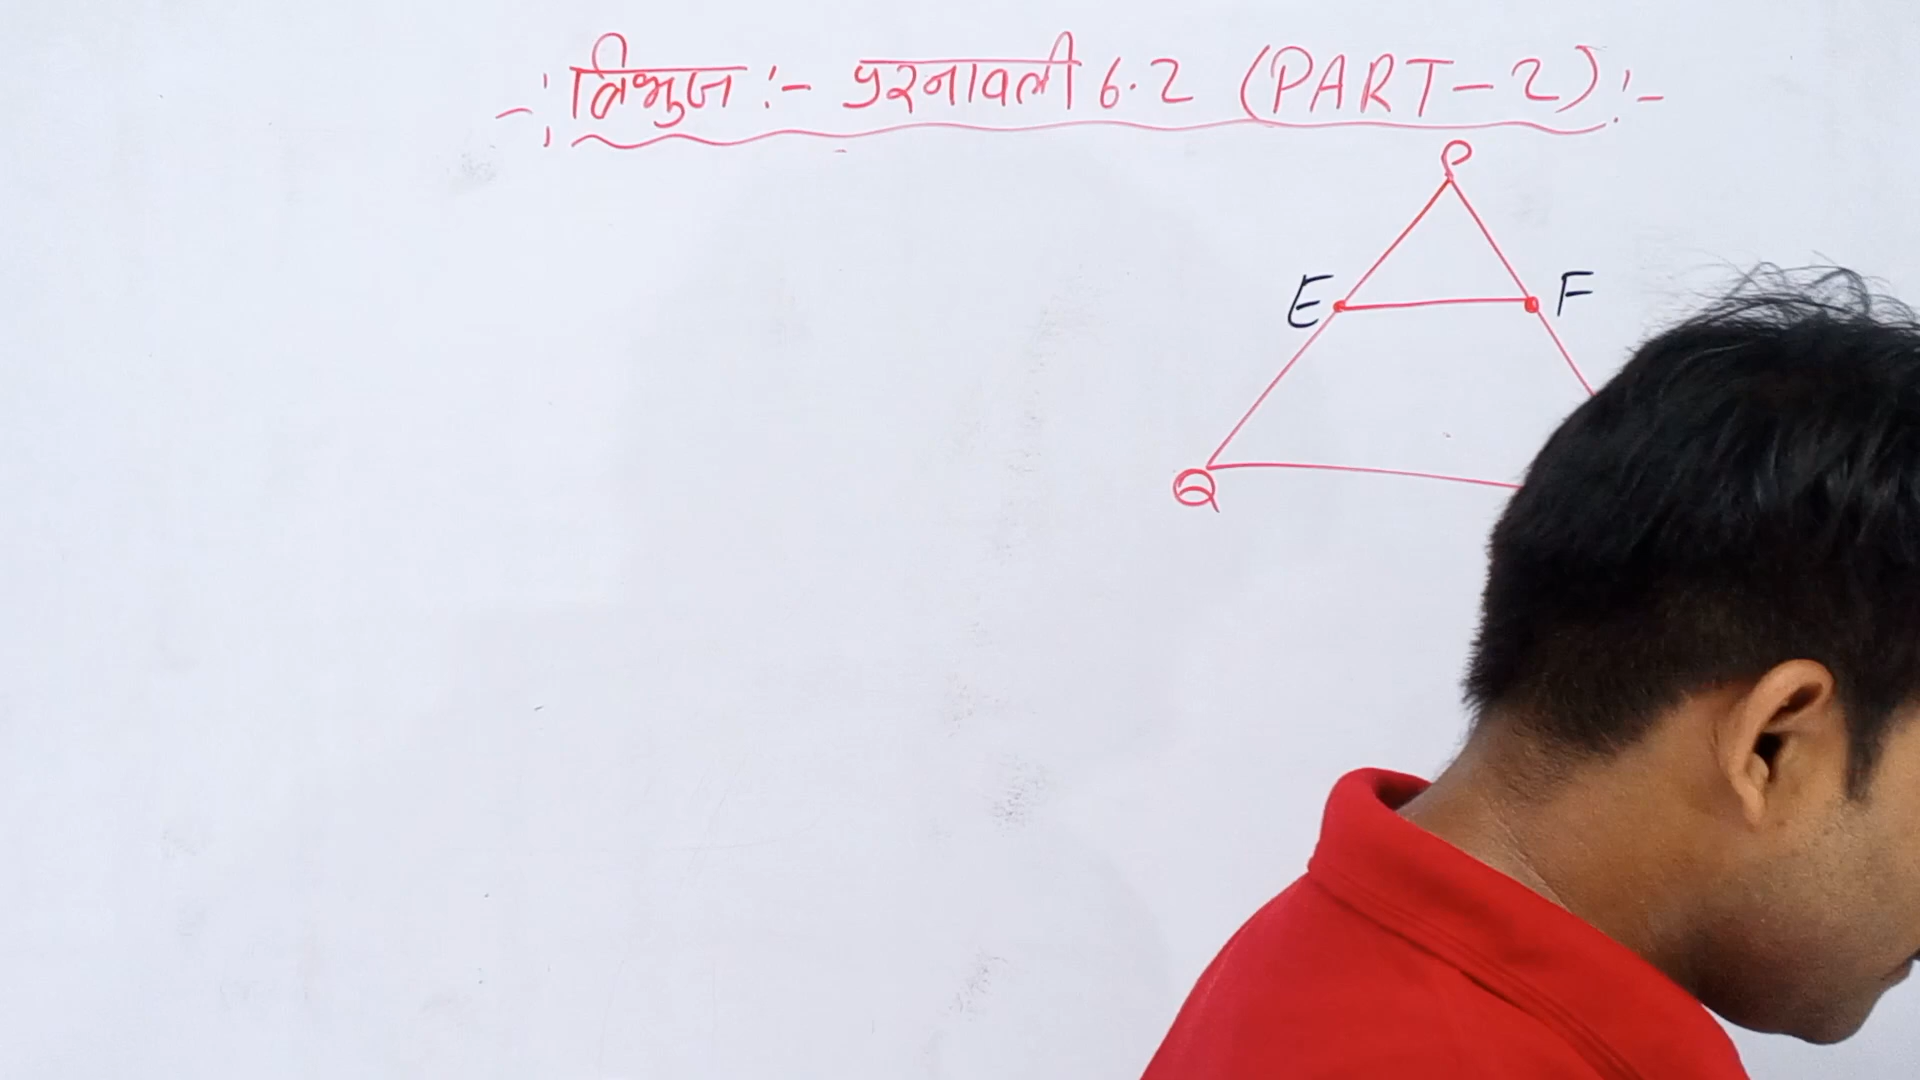 -: त्रिभुज :- प्रश्नावली 6.2 (PART-2) :-
P
E F
Q